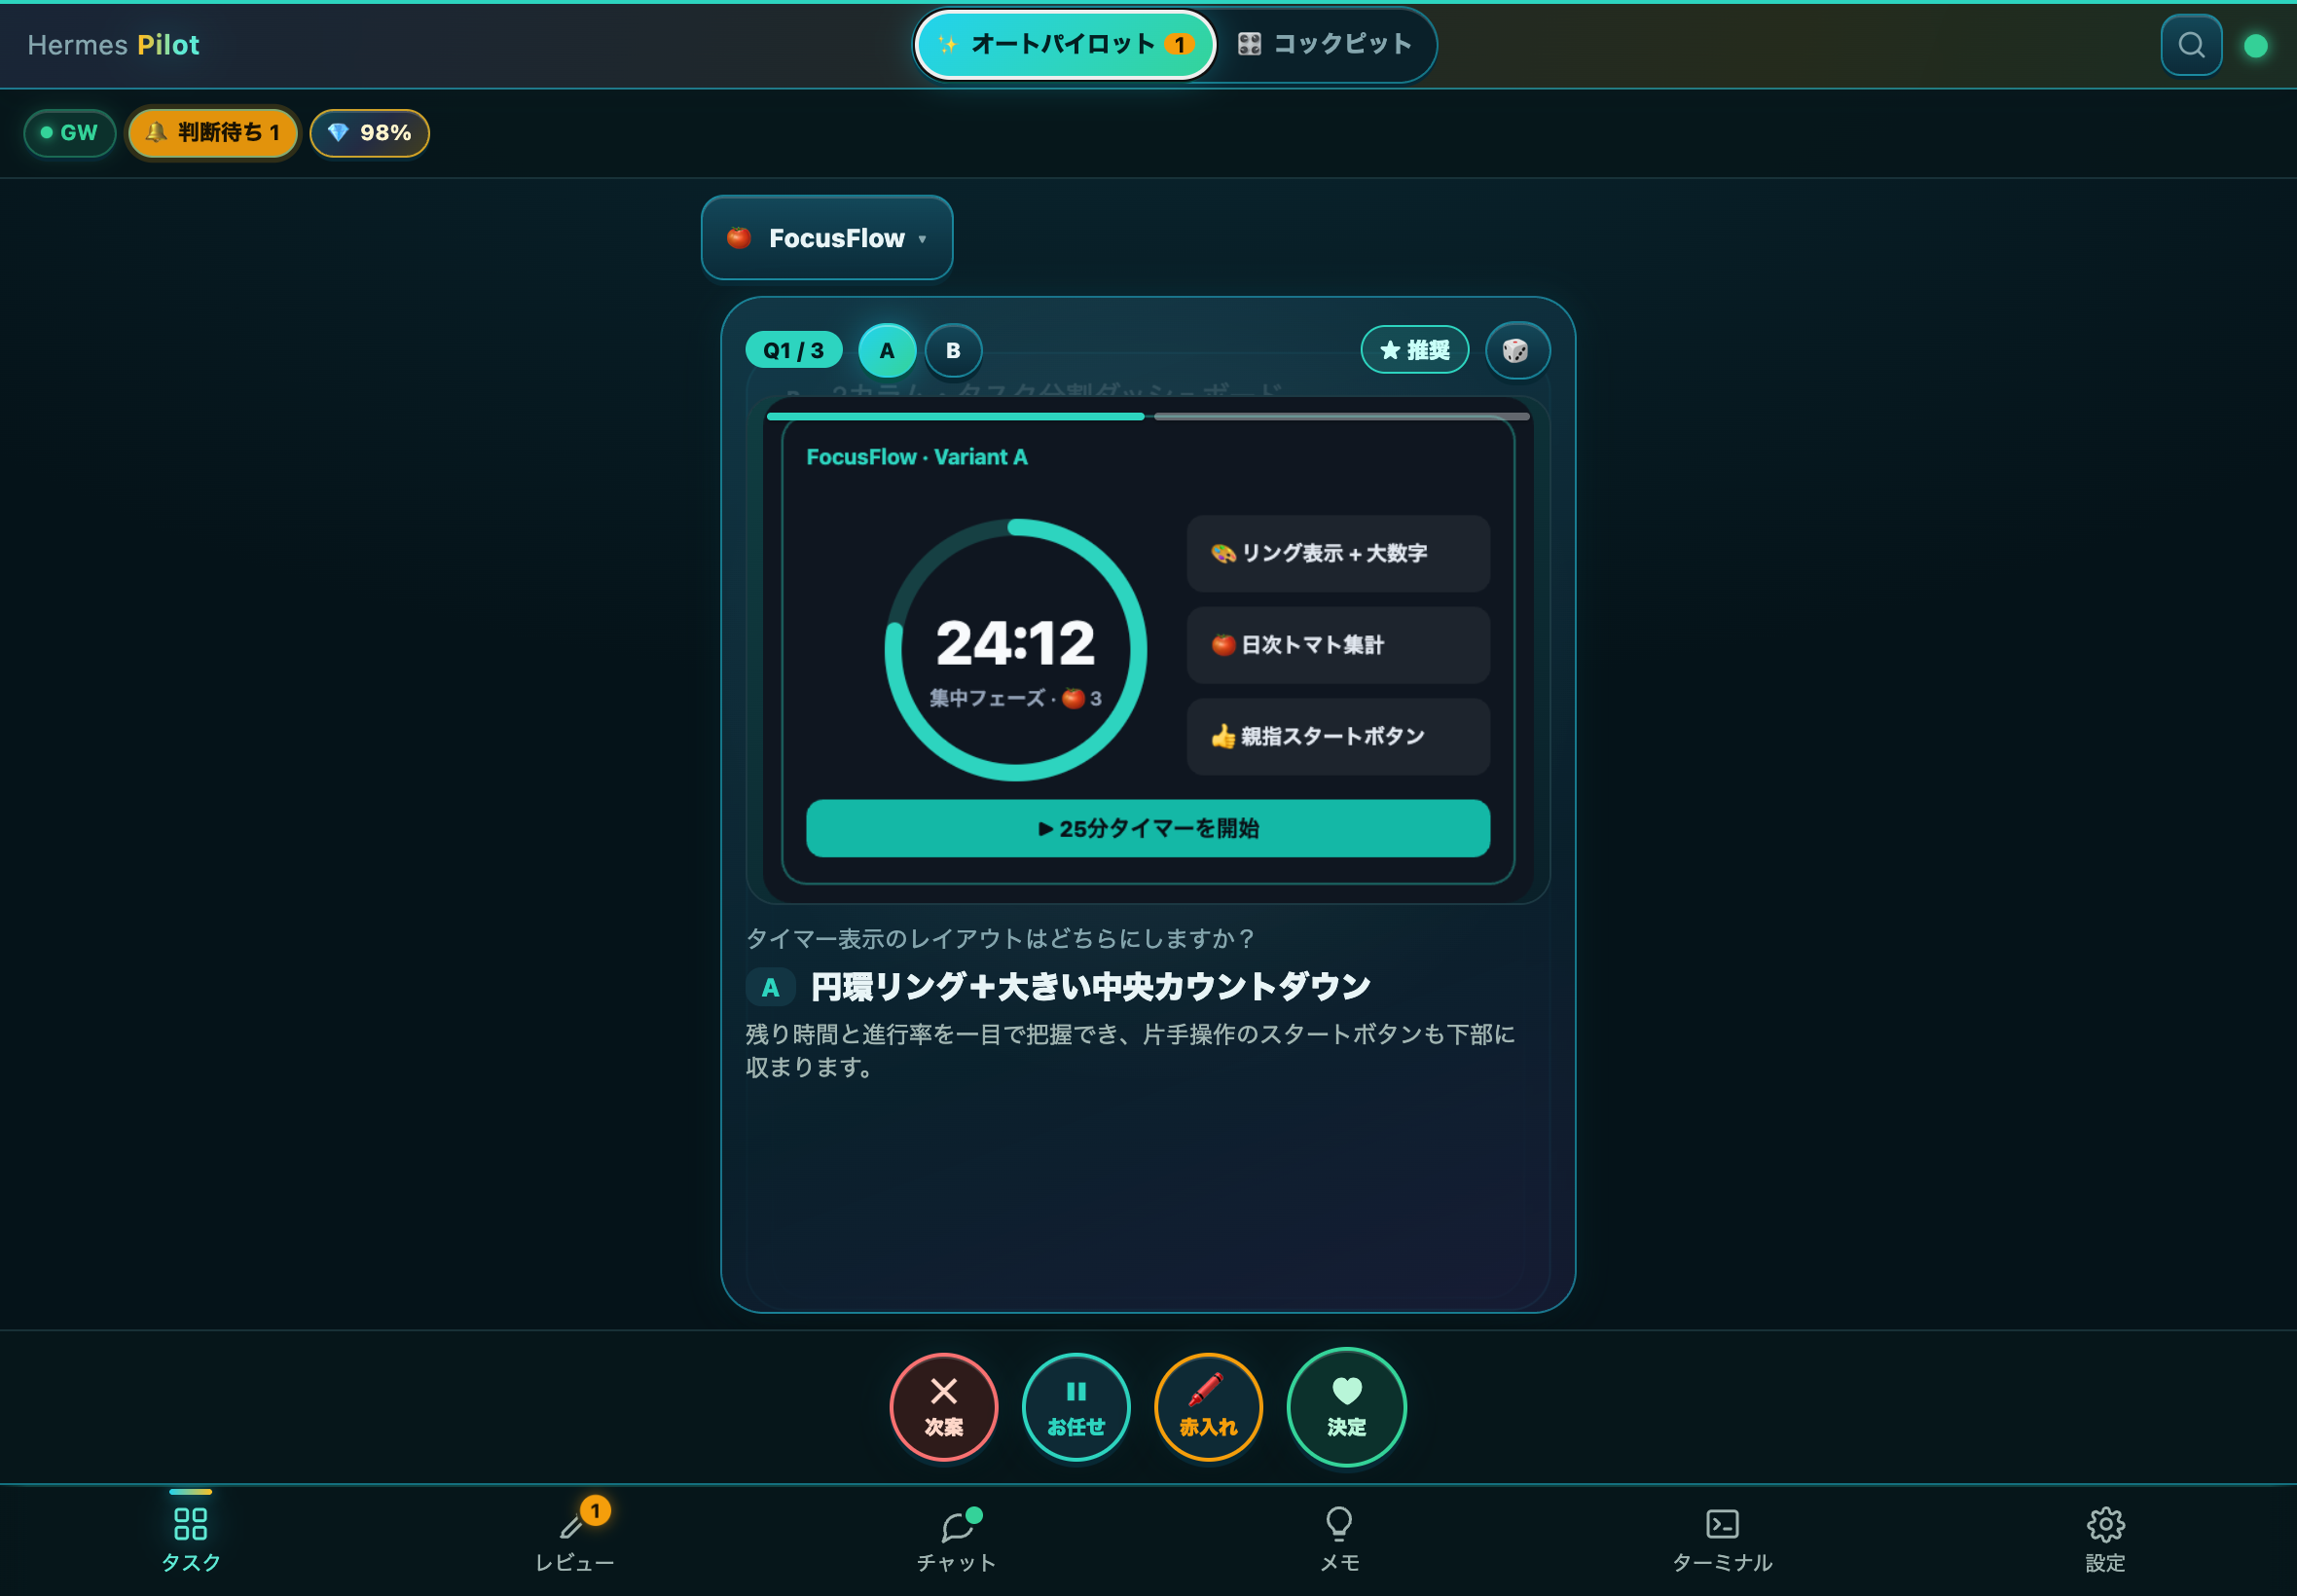 Hermes Pilot
✨ オートパイロット 1
🎛️ コックピット
GW
🔔 判断待ち 1
💎 98%
🍅 FocusFlow ▾
Q1 / 3
A
B
★ 推奨
🎲
FocusFlow · Variant A
24:12
集中フェーズ · 🍅 3
🎨 リング表示 + 大数字
🍅 日次トマト集計
👍 親指スタートボタン
▶ 25分タイマーを開始
タイマー表示のレイアウトはどちらにしますか？
A 円環リング＋大きい中央カウントダウン
残り時間と進行率を一目で把握でき、片手操作のスタートボタンも下部に
収まります。
次案
お任せ
赤入れ
決定
タスク
レビュー 1
チャット
メモ
ターミナル
設定